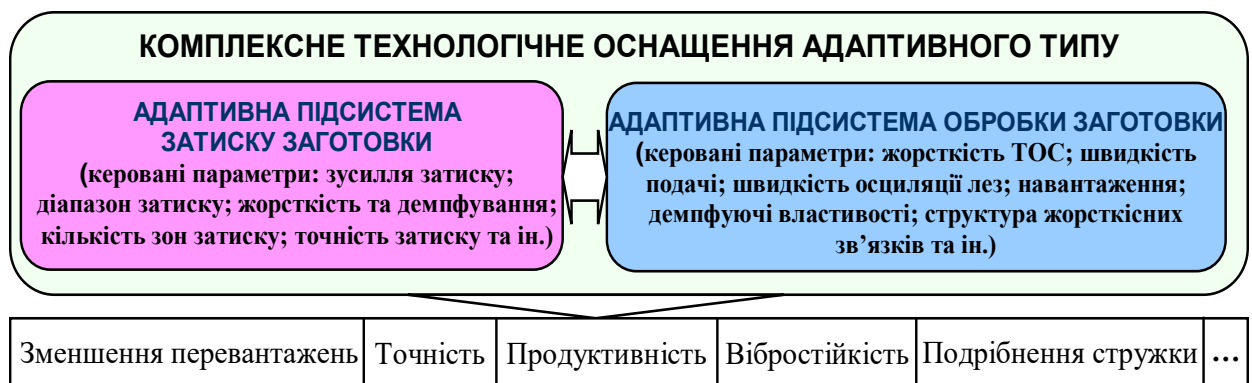 КОМПЛЕКСНЕ ТЕХНОЛОГІЧНЕ ОСНАЩЕННЯ АДАПТИВНОГО ТИПУ
АДАПТИВНА ПІДСИСТЕМА
ЗАТИСКУ ЗАГОТОВКИ
(керовані параметри: зусилля затиску;
діапазон затиску; жорсткість та демпфування;
кількість зон затиску; точність затиску та ін.)
АДАПТИВНА ПІДСИСТЕМА ОБРОБКИ ЗАГОТОВКИ
(керовані параметри: жорсткість ТОС; швидкість
подачі; швидкість осциляції лез; навантаження;
демпфуючі властивості; структура жорсткісних
зв’язків та ін.)
Зменшення перевантажень Точність Продуктивність Вібростійкість Подрібнення стружки ...